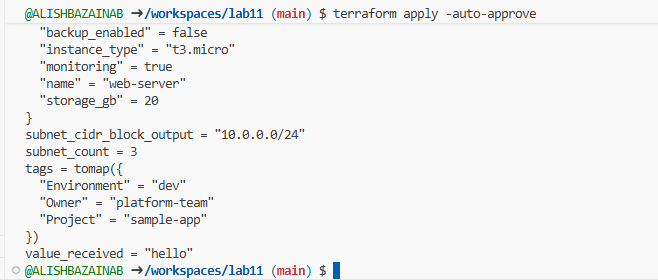 @ALISHBAZAINAB ➜/workspaces/lab11 (main) $ terraform apply -auto-approve
"backup_enabled" = false
"instance_type" = "t3.micro"
"monitoring" = true
"name" = "web-server"
"storage_gb" = 20
}
subnet_cidr_block_output = "10.0.0.0/24"
subnet_count = 3
tags = tomap({
"Environment" = "dev"
"Owner" = "platform-team"
"Project" = "sample-app"
})
value_received = "hello"
@ALISHBAZAINAB ➜/workspaces/lab11 (main) $